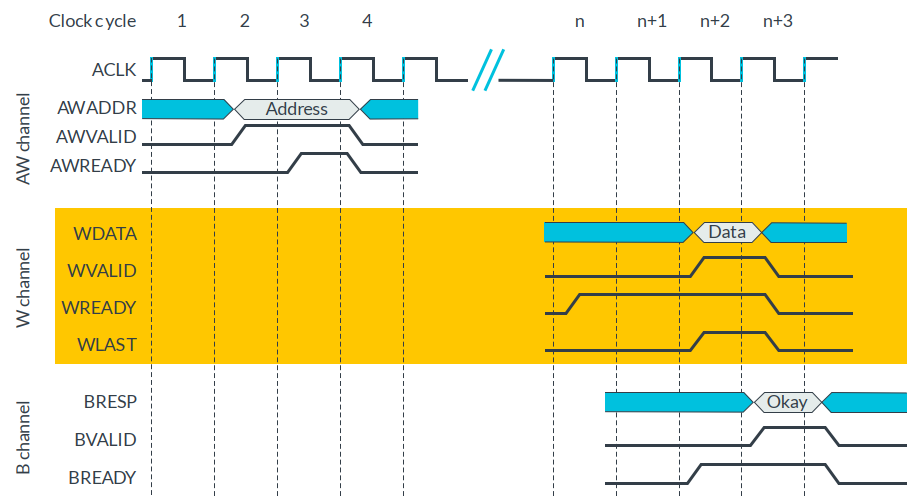 Clock cycle 1 2 3 4 n n+1 n+2 n+3
ACLK
AW channel
AWADDR Address
AWVALID
AWREADY
W channel
WDATA Data
WVALID
WREADY
WLAST
B channel
BRESP Okay
BVALID
BREADY